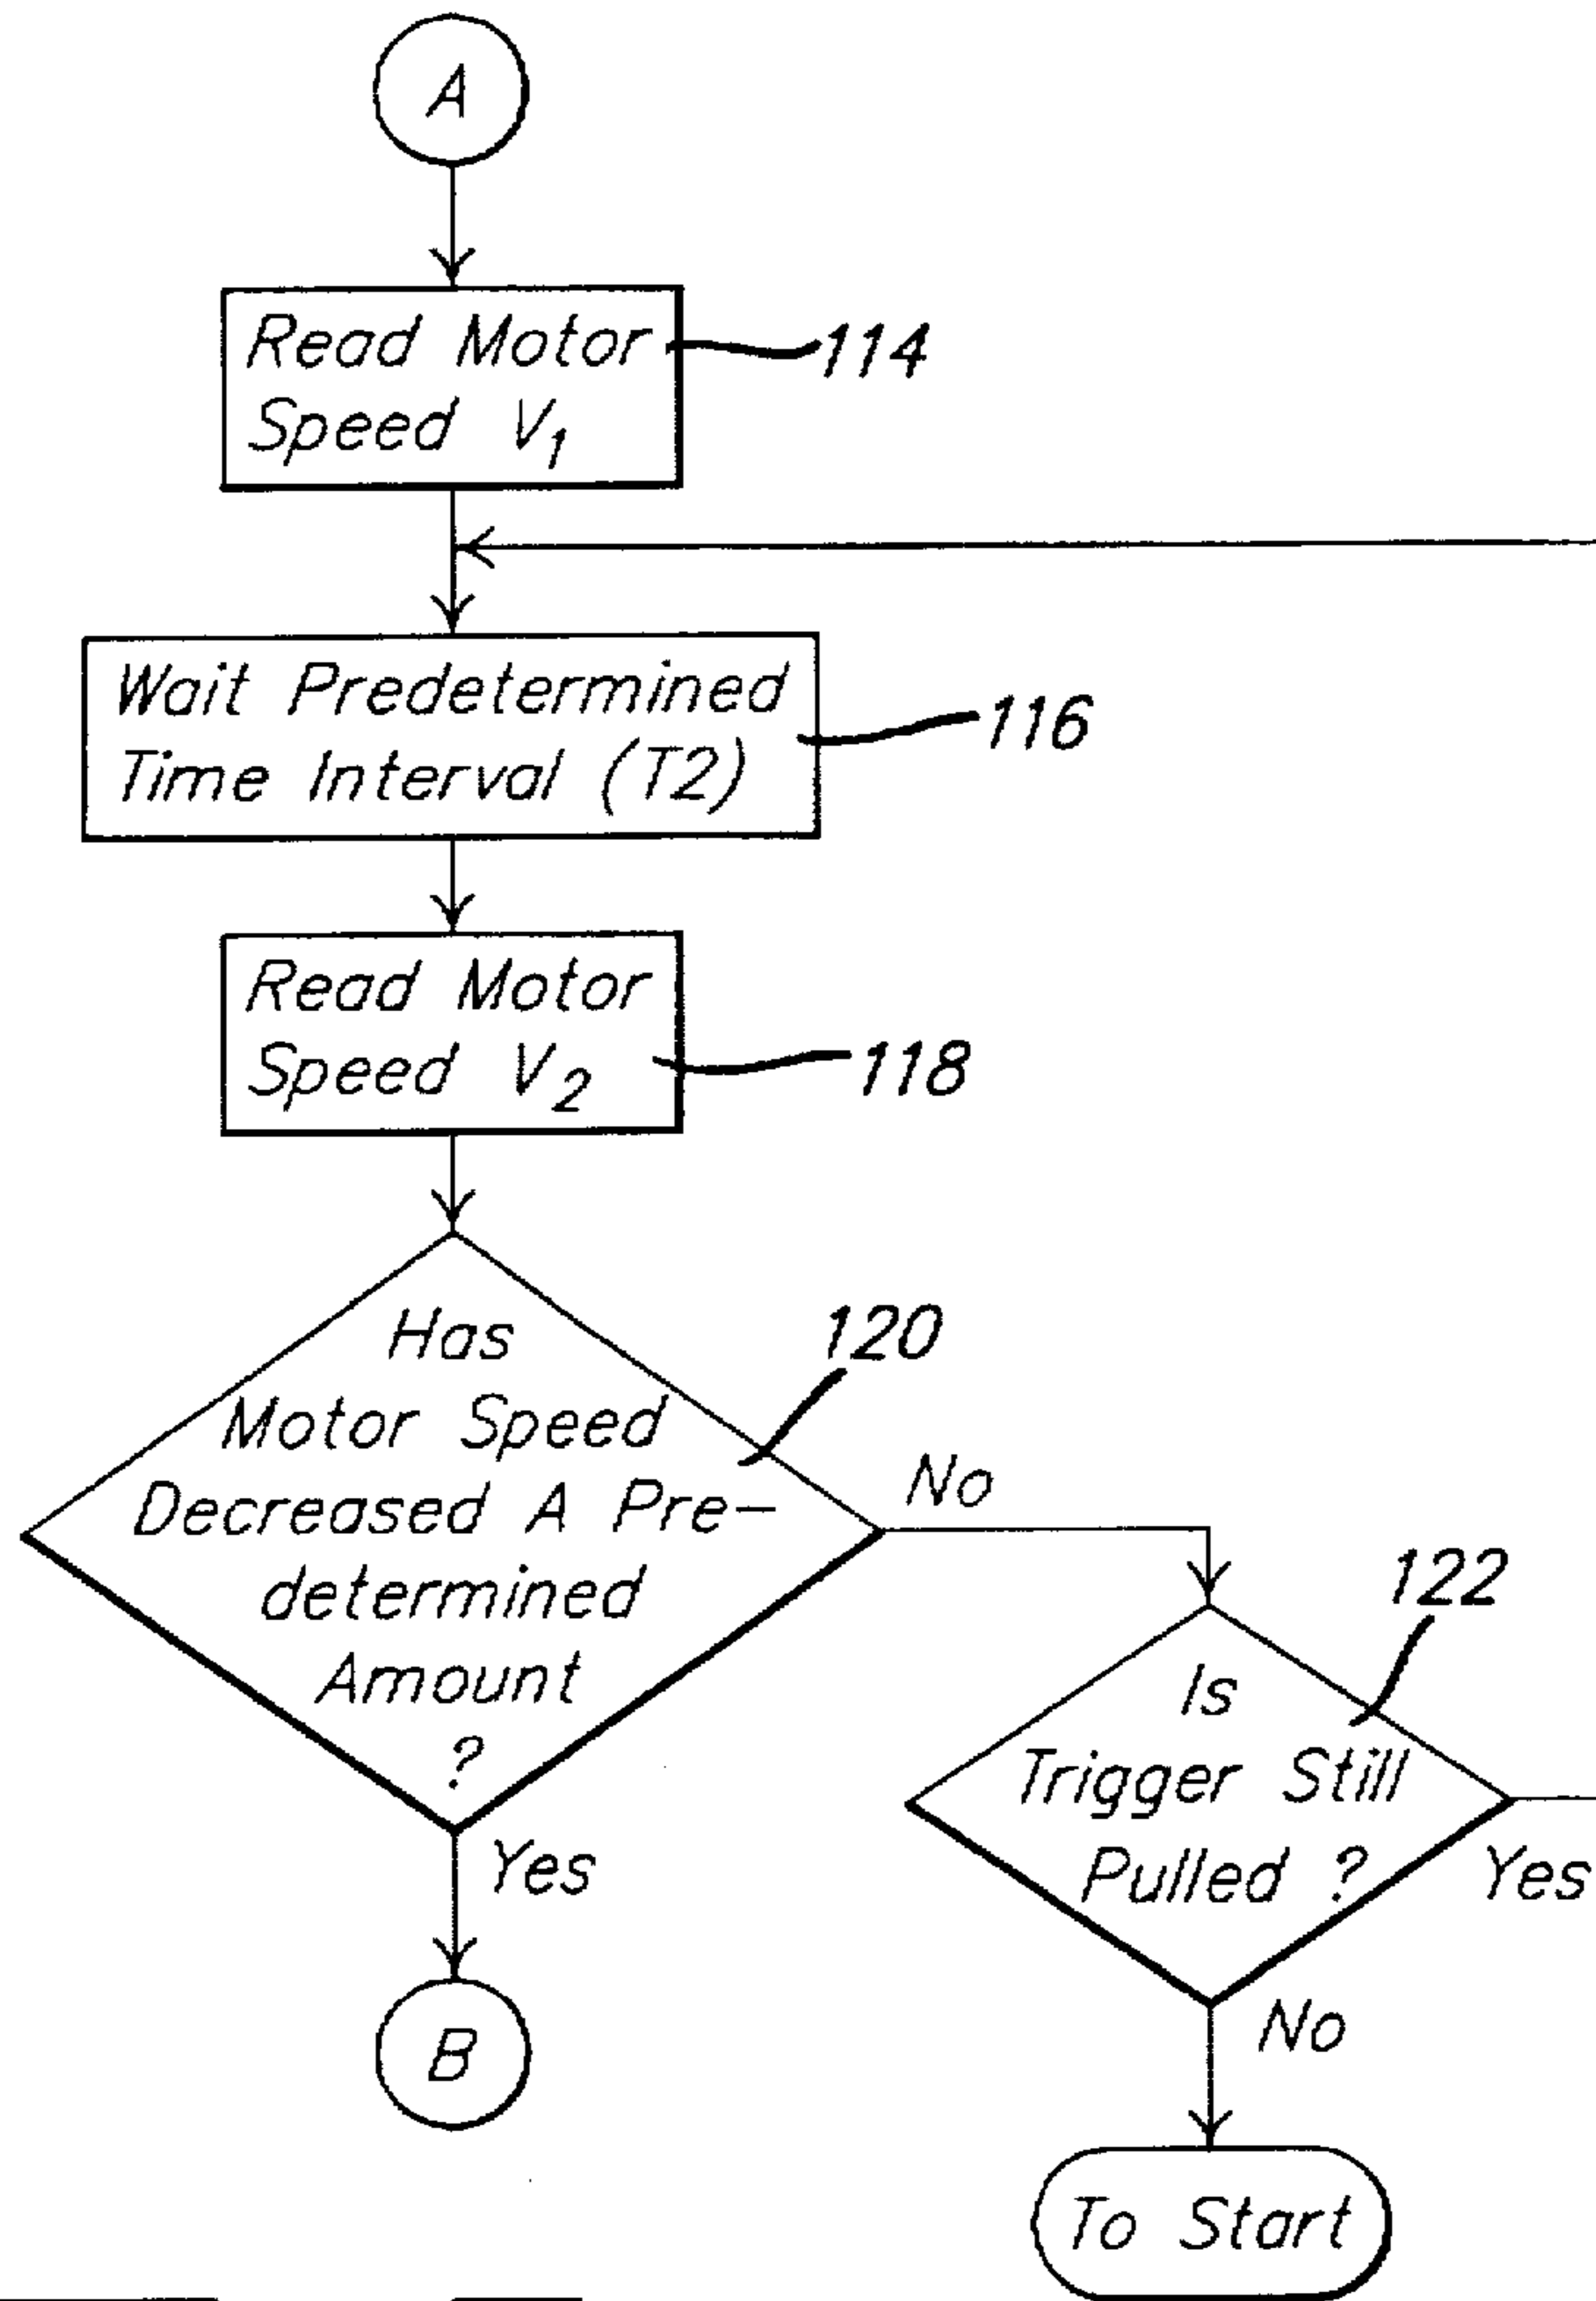 A
Read Motor
Speed V1
114
Wait Predetermined
Time Interval (T2)
116
Read Motor
Speed V2
118
Has
Motor Speed
Decreased A Pre-
determined
Amount
?
120
No
Yes
B
122
Is
Trigger Still
Pulled ?
Yes
No
To Start